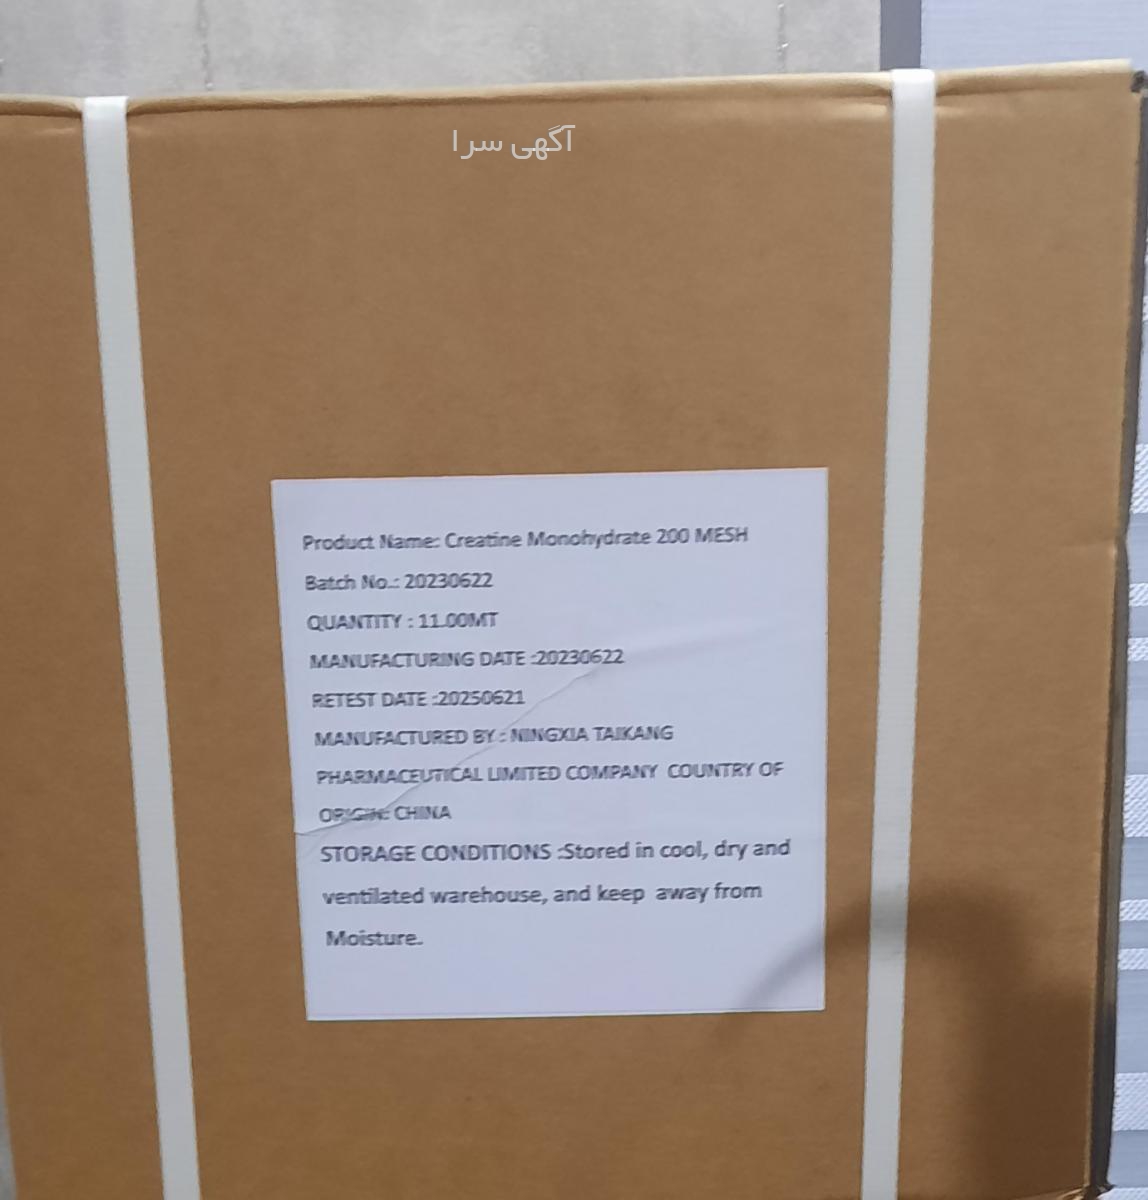 آگهی سرا
Product Name: Creatine Monohydrate 200 MESH
Batch No.: 20230622
QUANTITY : 11.00MT
MANUFACTURING DATE :20230622
RETEST DATE :20250621
MANUFACTURED BY : NINGXIA TAIKANG
PHARMACEUTICAL LIMITED COMPANY COUNTRY OF
ORIGIN: CHINA
STORAGE CONDITIONS :Stored in cool, dry and
ventilated warehouse, and keep away from
Moisture.